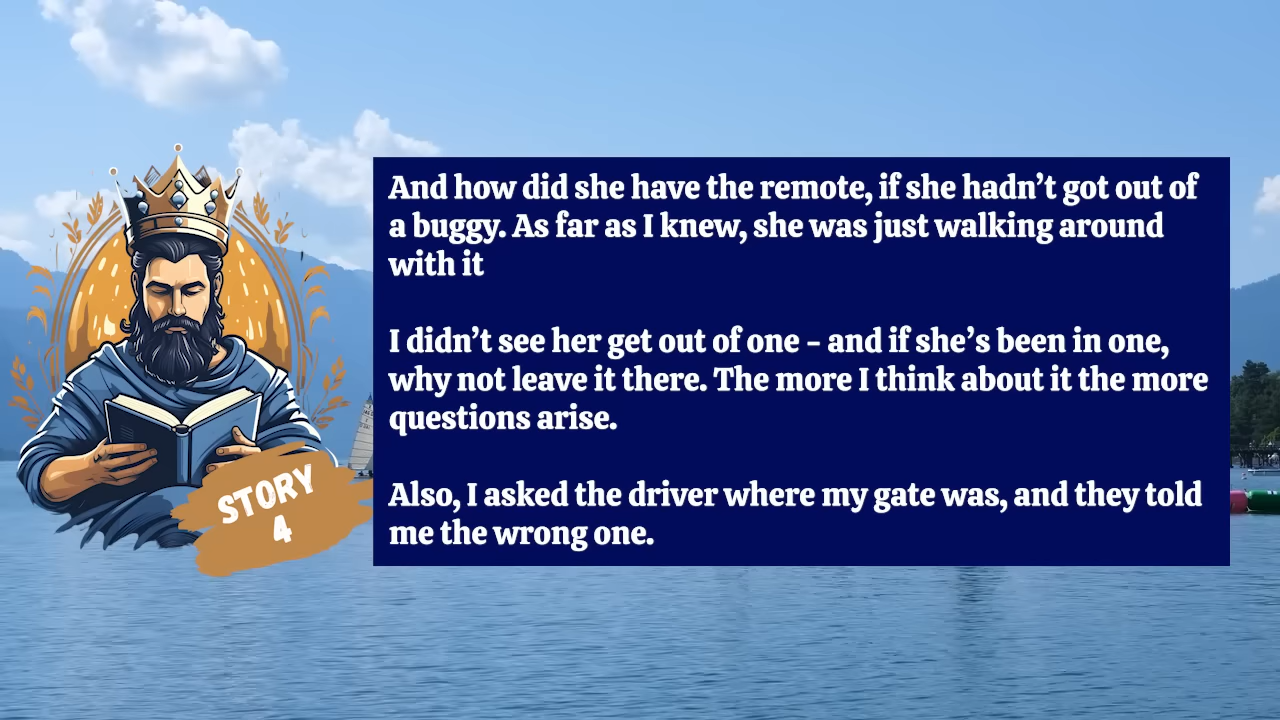 And how did she have the remote, if she hadn’t got out of
a buggy. As far as I knew, she was just walking around
with it
I didn’t see her get out of one – and if she’s been in one,
why not leave it there. The more I think about it the more
questions arise.
Also, I asked the driver where my gate was, and they told
me the wrong one.
STORY
4